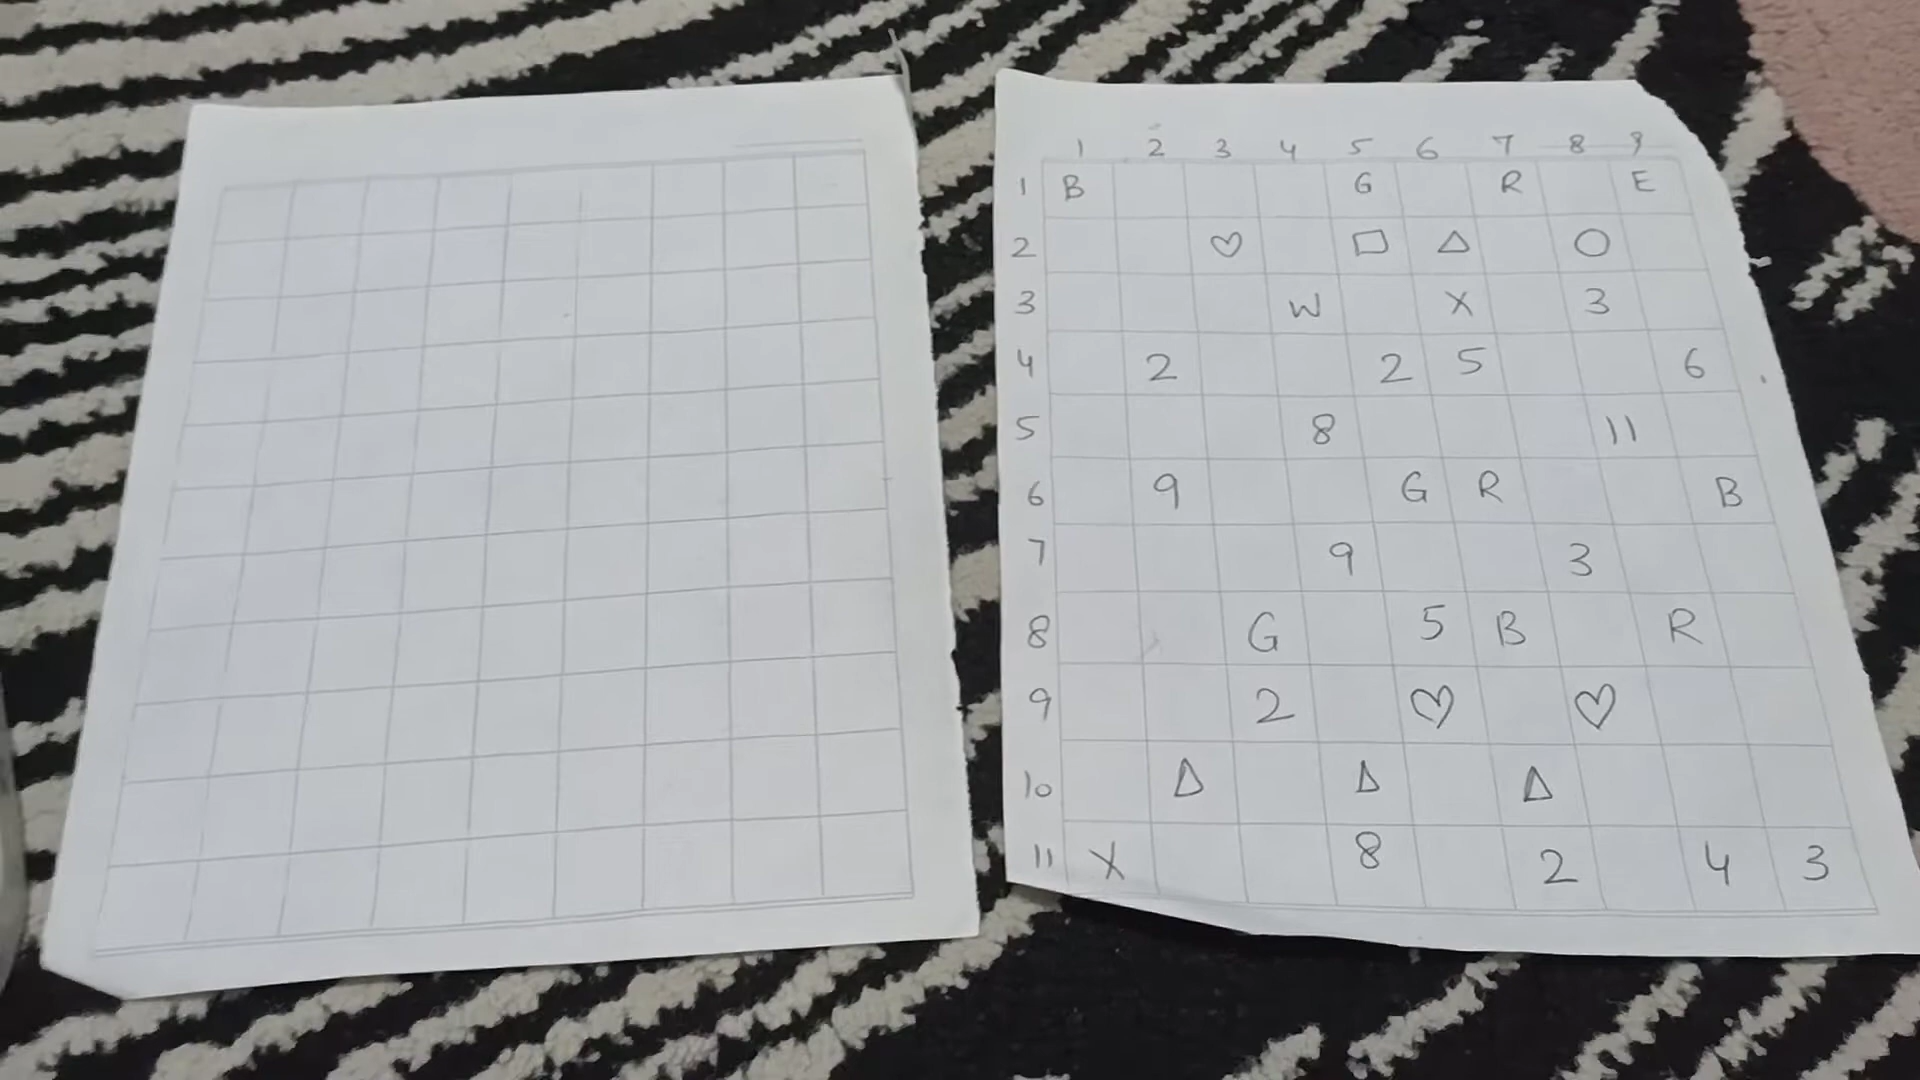 1 2 3 4 5 6 7 8 9
1 B G R E
2 ♡ □ △ ○
3 W X 3
4 2 2 5 6
5 8 11
6 9 G R B
7 9 3
8 G 5 B R
9 2 ♡ ♡
10 △ △ △
11 X 8 2 4 3